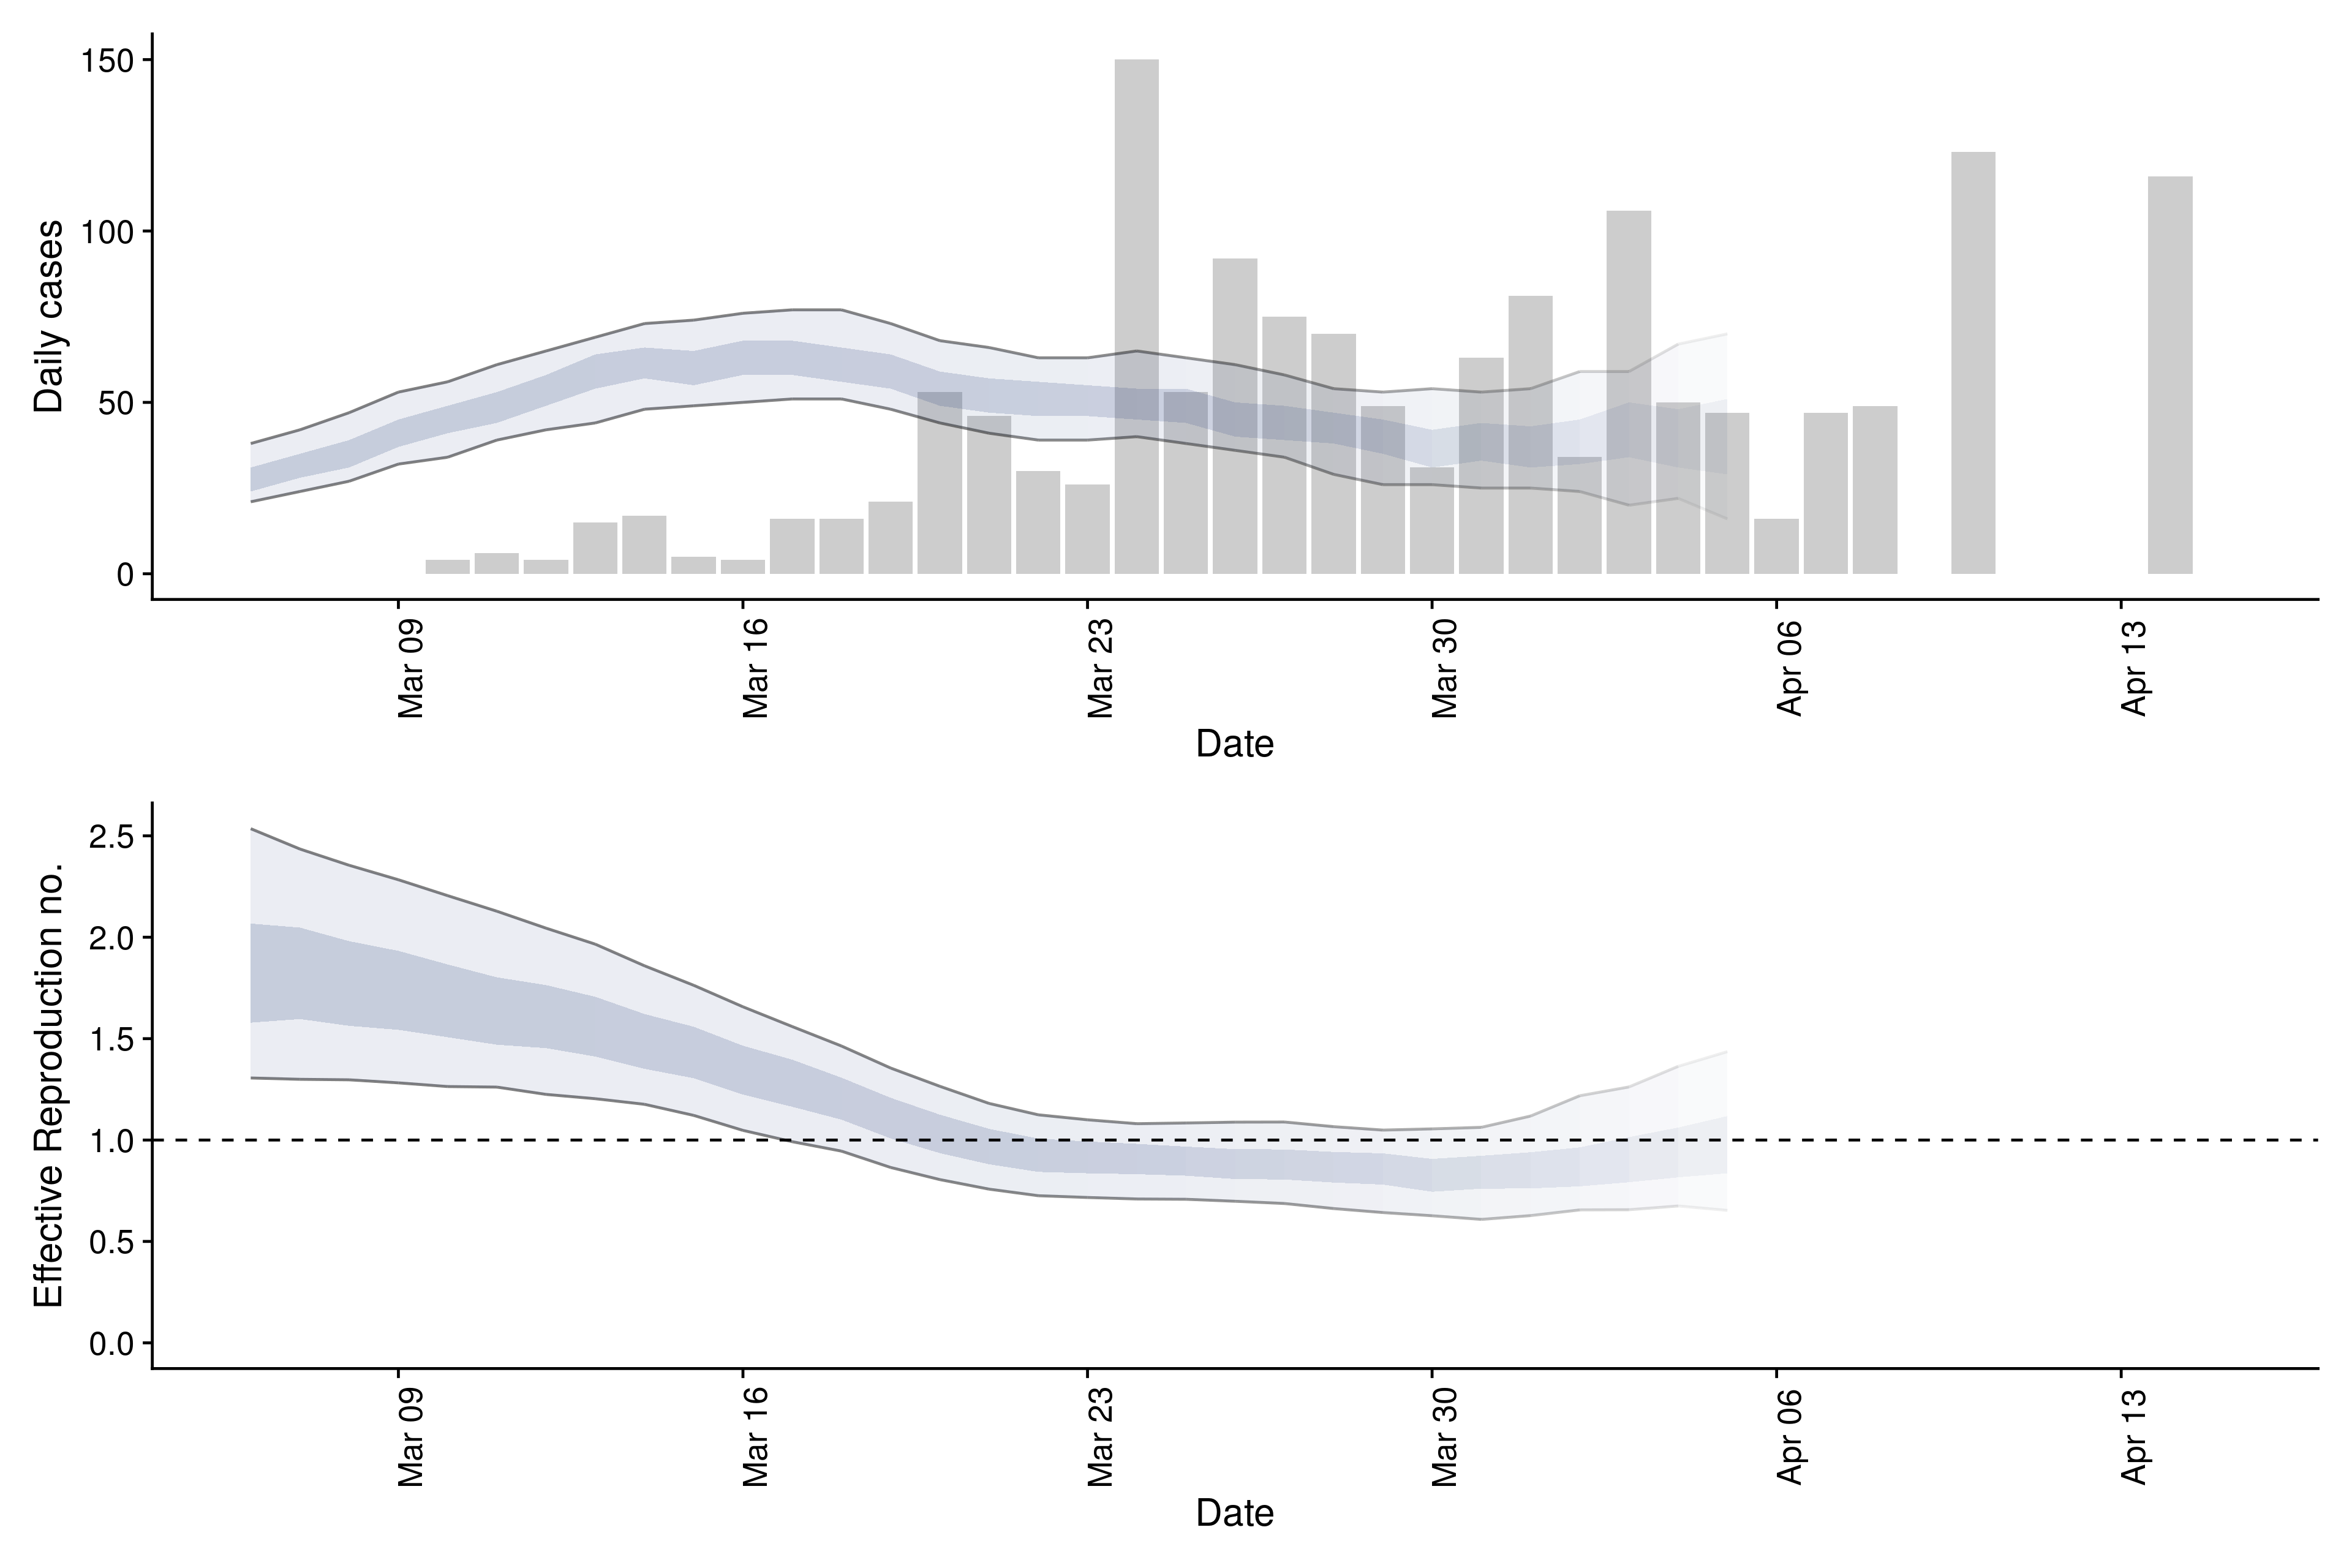 Daily cases
150
100
50
0
Mar 09
Mar 16
Mar 23
Mar 30
Apr 06
Apr 13
Date
Effective Reproduction no.
2.5
2.0
1.5
1.0
0.5
0.0
Mar 09
Mar 16
Mar 23
Mar 30
Apr 06
Apr 13
Date